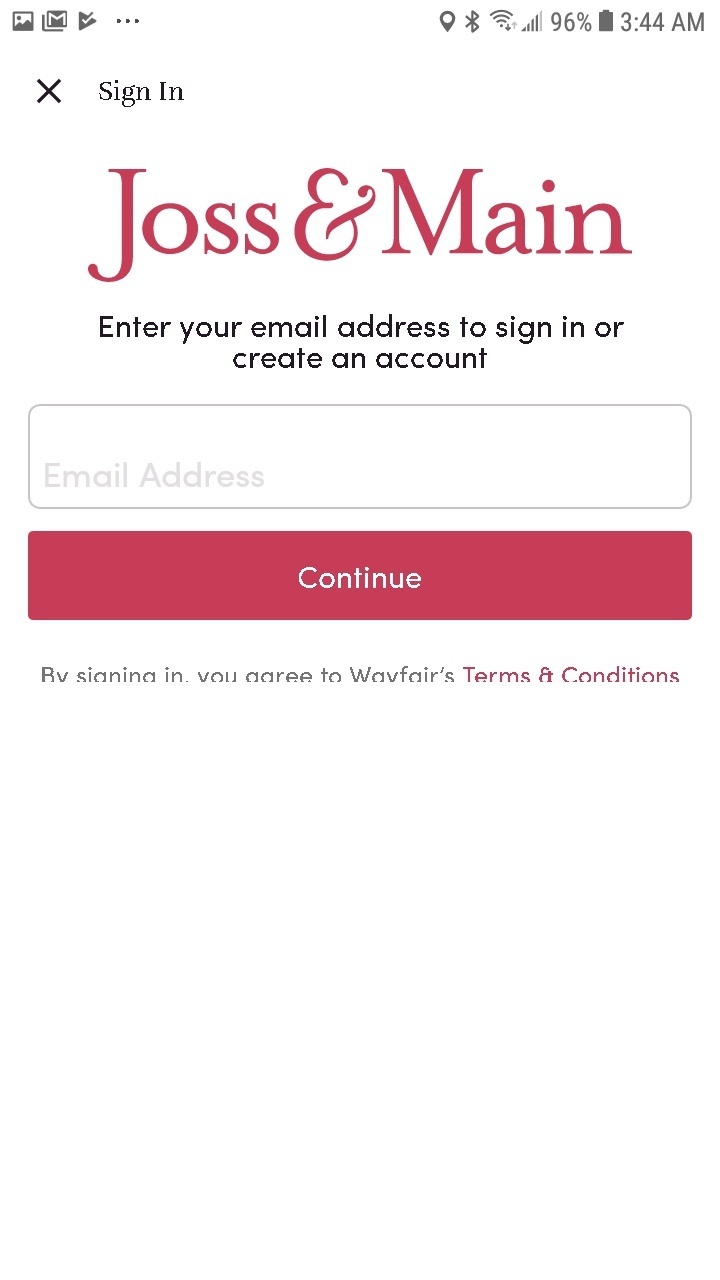 96% 3:44 AM
Sign In
Joss & Main
Enter your email address to sign in or
create an account
Email Address
Continue
By signing in, you agree to Wayfair's Terms & Conditions